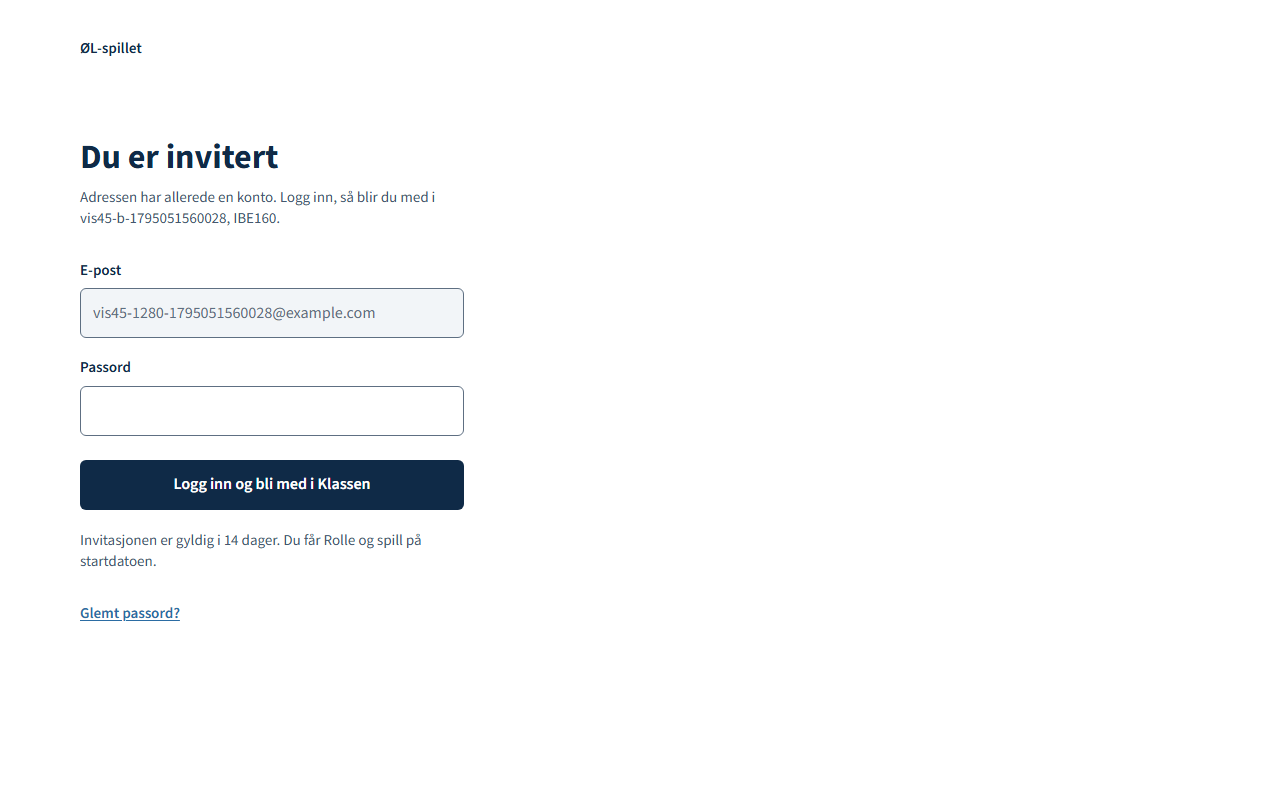 ØL-spillet
Du er invitert
Adressen har allerede en konto. Logg inn, så blir du med i
vis45-b-1795051560028, IBE160.
E-post
vis45-1280-1795051560028@example.com
Passord
Logg inn og bli med i Klassen
Invitasjonen er gyldig i 14 dager. Du får Rolle og spill på
startdatoen.
Glemt passord?